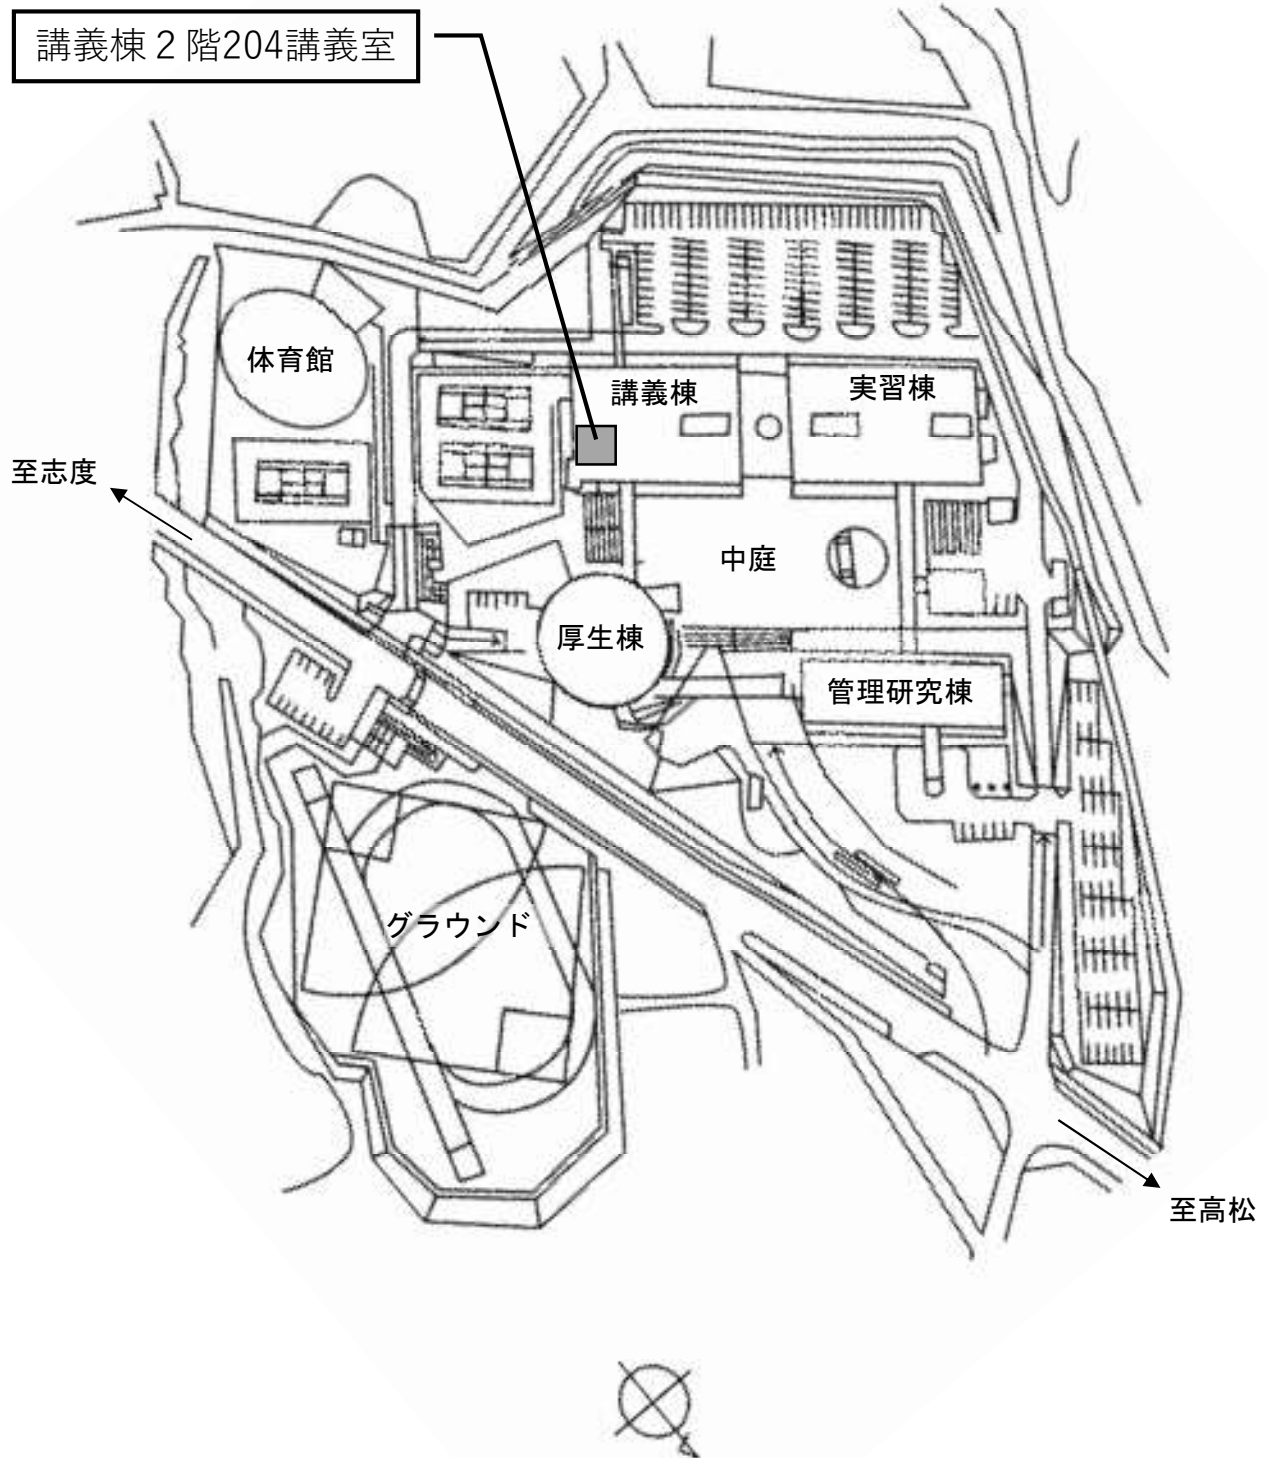 講義棟２階204講義室
体育館
講義棟
実習棟
至志度
中庭
厚生棟
管理研究棟
グラウンド
至高松